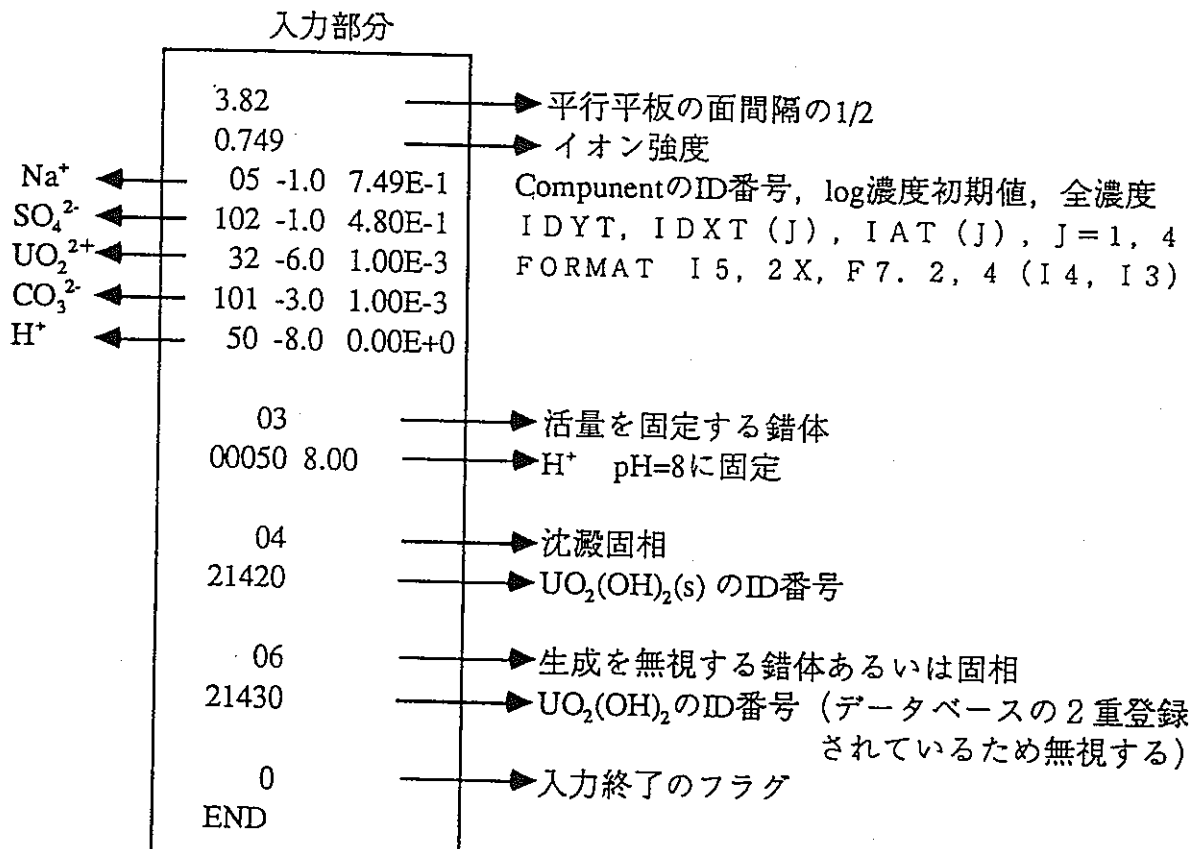 入力部分
3.82 平行平板の面間隔の1/2
0.749 イオン強度
Na⁺ 05 -1.0 7.49E-1 CompunentのID番号，log濃度初期値，全濃度
SO₄²⁻ 102 -1.0 4.80E-1 IDYT, IDXT (J), IAT (J), J=1, 4
UO₂²⁺ 32 -6.0 1.00E-3 FORMAT I5, 2X, F7.2, 4 (I4, I3)
CO₃²⁻ 101 -3.0 1.00E-3
H⁺ 50 -8.0 0.00E+0
03 活量を固定する錯体
00050 8.00 H⁺ pH=8に固定
04 沈澱固相
21420 UO₂(OH)₂(s) のID番号
06 生成を無視する錯体あるいは固相
21430 UO₂(OH)₂のID番号（データベースの２重登録
されているため無視する）
0 入力終了のフラグ
END